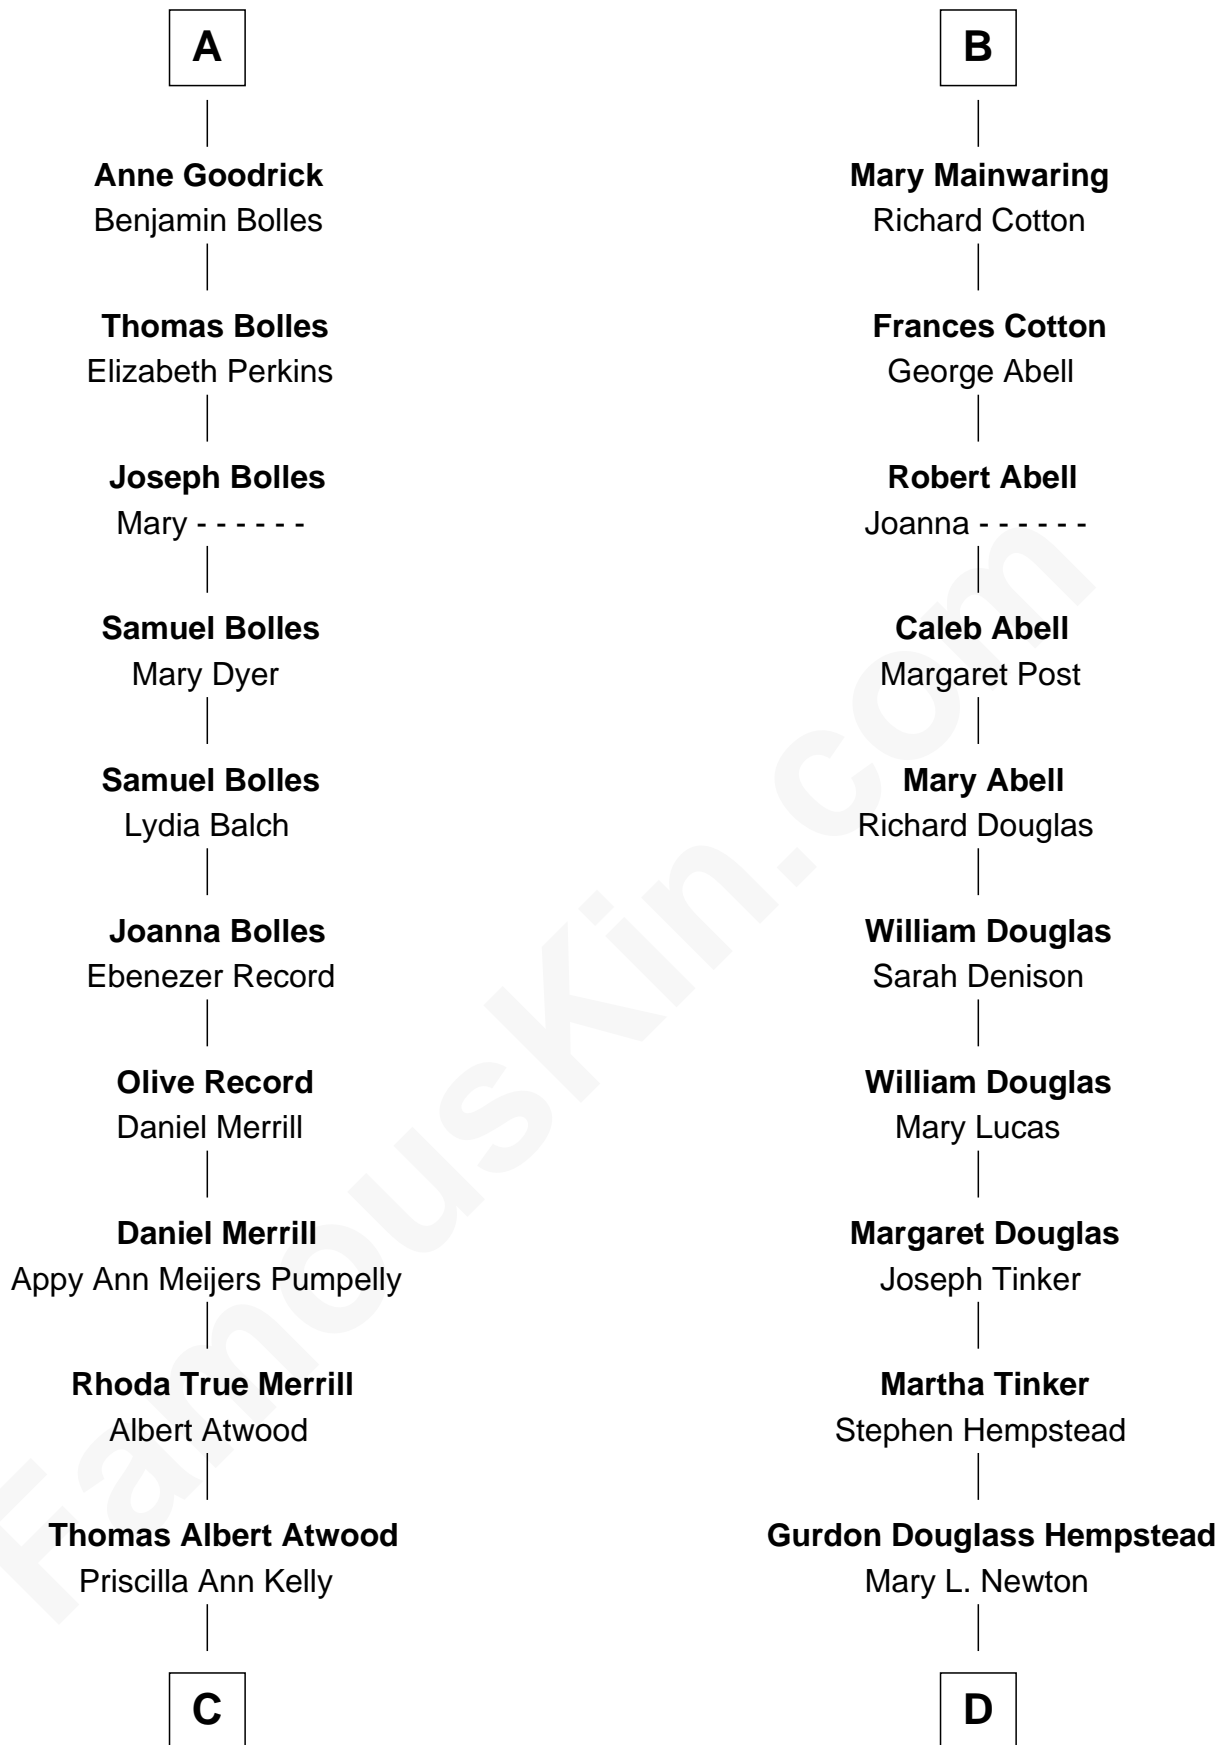 A
Anne Goodrick
Benjamin Bolles
Thomas Bolles
Elizabeth Perkins
Joseph Bolles
Mary - - - - - -
Samuel Bolles
Mary Dyer
Samuel Bolles
Lydia Balch
Joanna Bolles
Ebenezer Record
Olive Record
Daniel Merrill
Daniel Merrill
Appy Ann Meijers Pumpelly
Rhoda True Merrill
Albert Atwood
Thomas Albert Atwood
Priscilla Ann Kelly
C
B
Mary Mainwaring
Richard Cotton
Frances Cotton
George Abell
Robert Abell
Joanna - - - - - -
Caleb Abell
Margaret Post
Mary Abell
Richard Douglas
William Douglas
Sarah Denison
William Douglas
Mary Lucas
Margaret Douglas
Joseph Tinker
Martha Tinker
Stephen Hempstead
Gurdon Douglass Hempstead
Mary L. Newton
D
FamousKin.com